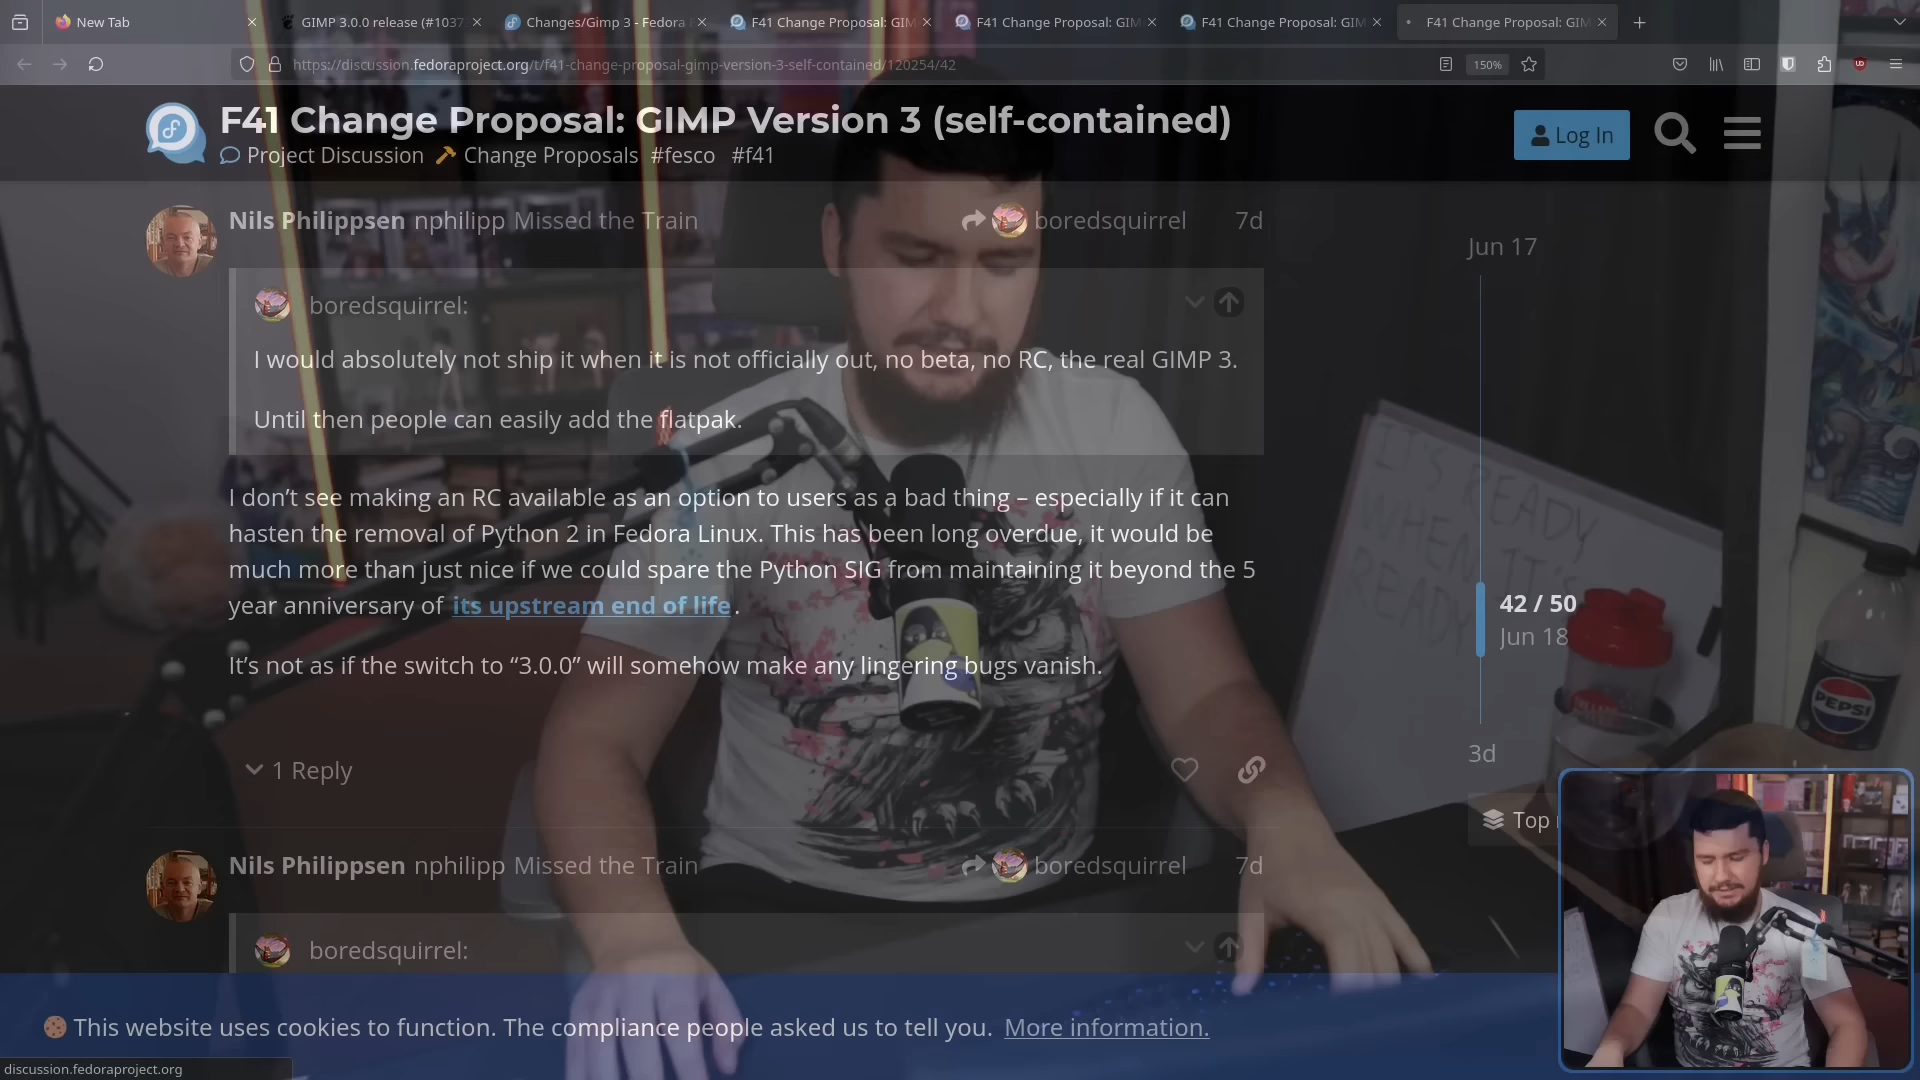 New Tab
GIMP 3.0.0 release (#1037
Changes/Gimp 3 - Fedora P
F41 Change Proposal: GIM
F41 Change Proposal: GIM
F41 Change Proposal: GIM
F41 Change Proposal: GIM
https://discussion.fedoraproject.org/t/f41-change-proposal-gimp-version-3-self-contained/120254/42
150%
F41 Change Proposal: GIMP Version 3 (self-contained)
Project Discussion Change Proposals #fesco #f41
Log In
Nils Philippsen nphilipp Missed the Train
boredsquirrel 7d
Jun 17
boredsquirrel:
I would absolutely not ship it when it is not officially out, no beta, no RC, the real GIMP 3.
Until then people can easily add the flatpak.
I don’t see making an RC available as an option to users as a bad thing – especially if it can
hasten the removal of Python 2 in Fedora Linux. This has been long overdue, it would be
much more than just nice if we could spare the Python SIG from maintaining it beyond the 5
year anniversary of its upstream end of life.
It’s not as if the switch to “3.0.0” will somehow make any lingering bugs vanish.
IT'S READY
WHEN IT'S
READY
42 / 50
Jun 18
PEPSI
1 Reply
3d
Top
Nils Philippsen nphilipp Missed the Train
boredsquirrel 7d
boredsquirrel:
This website uses cookies to function. The compliance people asked us to tell you. More information.
discussion.fedoraproject.org